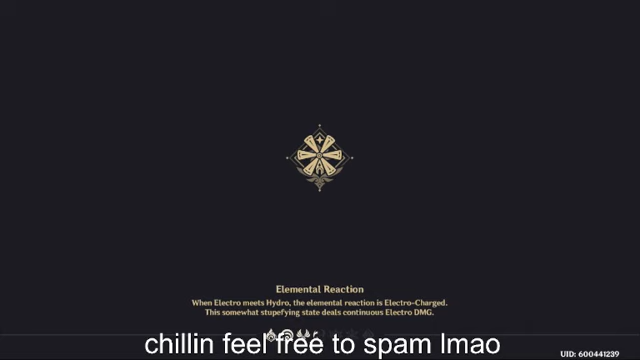 Elemental Reaction
When Electro meets Hydro, the elemental reaction is Electro-Charged.
This somewhat stupefying state deals continuous Electro DMG.
chillin feel free to spam lmao
UID: 600441239